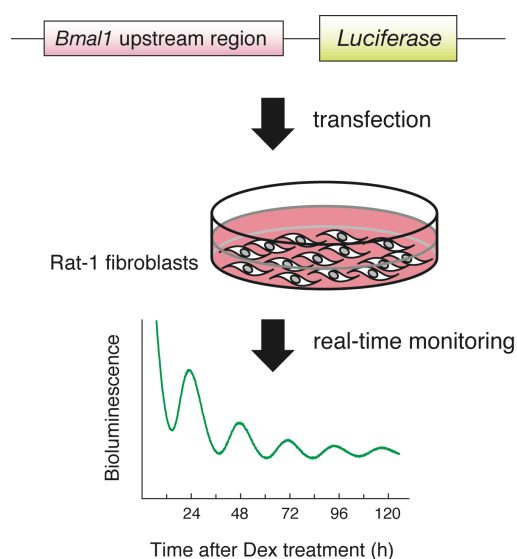 Bmal1 upstream region
Luciferase
transfection
Rat-1 fibroblasts
real-time monitoring
Bioluminescence
24 48 72 96 120
Time after Dex treatment (h)